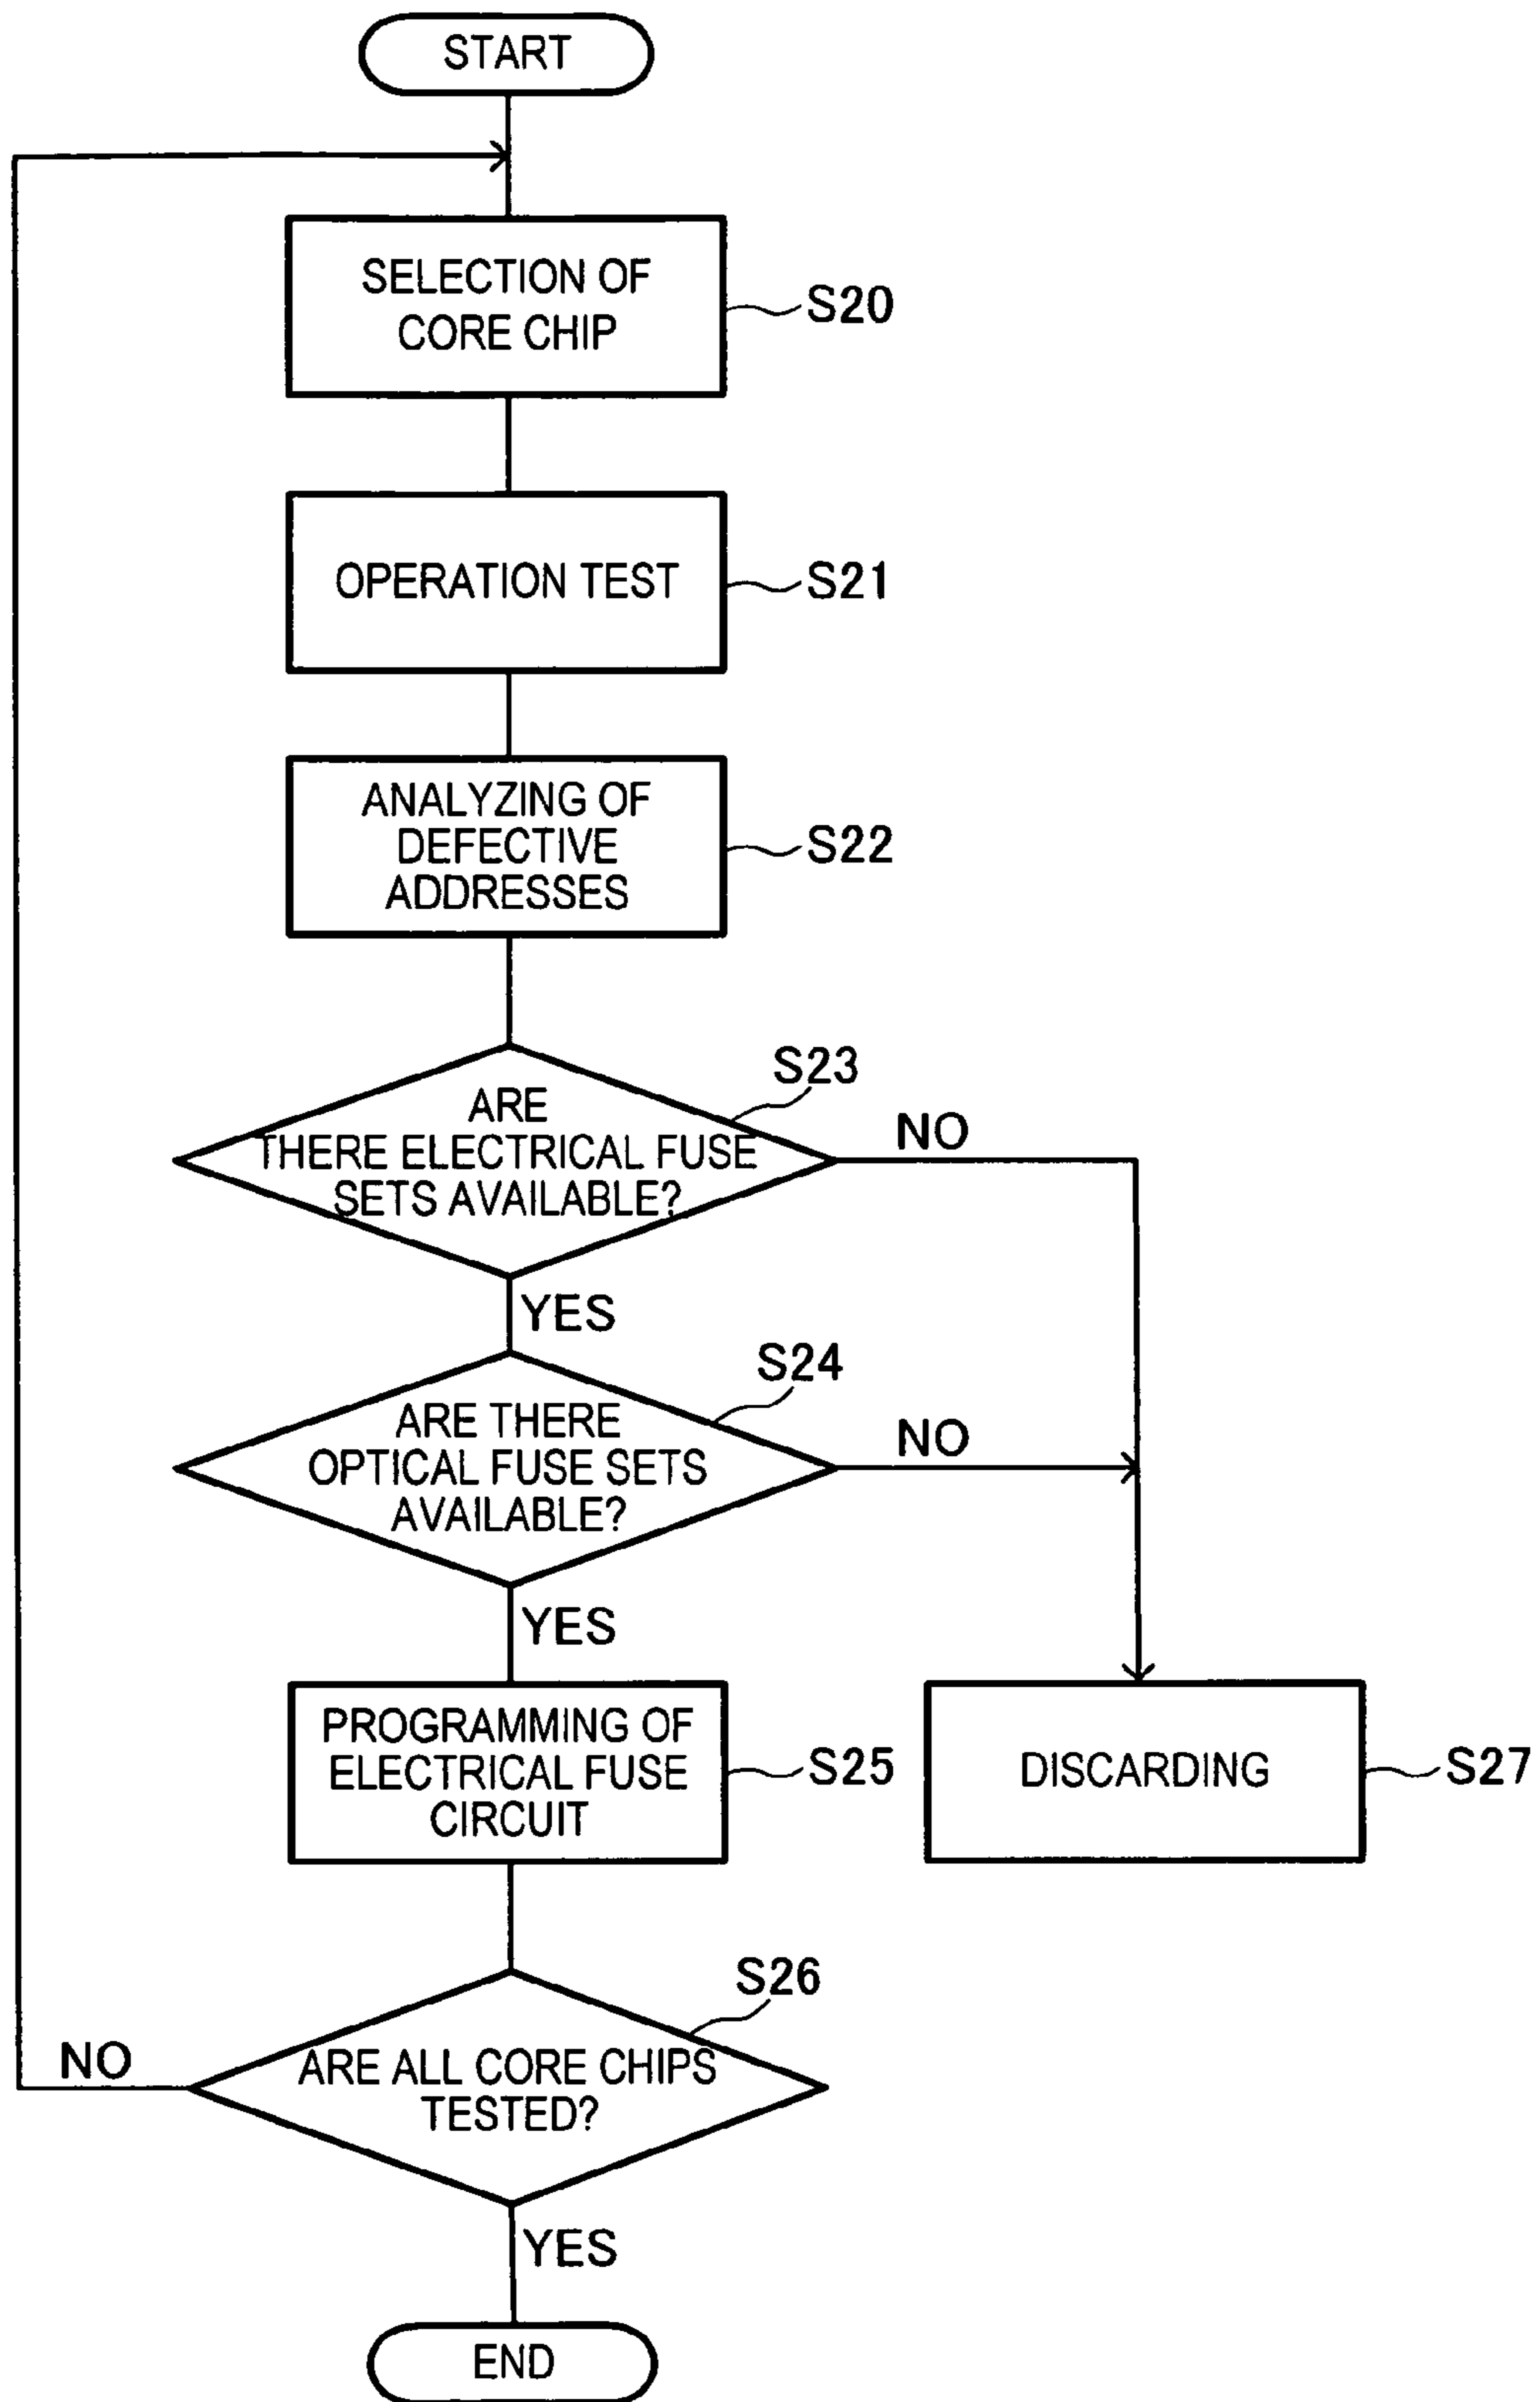 START
SELECTION OF
CORE CHIP
S20
OPERATION TEST
S21
ANALYZING OF
DEFECTIVE
ADDRESSES
S22
S23
ARE
THERE ELECTRICAL FUSE
SETS AVAILABLE?
NO
YES
S24
ARE THERE
OPTICAL FUSE SETS
AVAILABLE?
NO
YES
PROGRAMMING OF
ELECTRICAL FUSE
CIRCUIT
S25
DISCARDING
S27
S26
ARE ALL CORE CHIPS
TESTED?
NO
YES
END